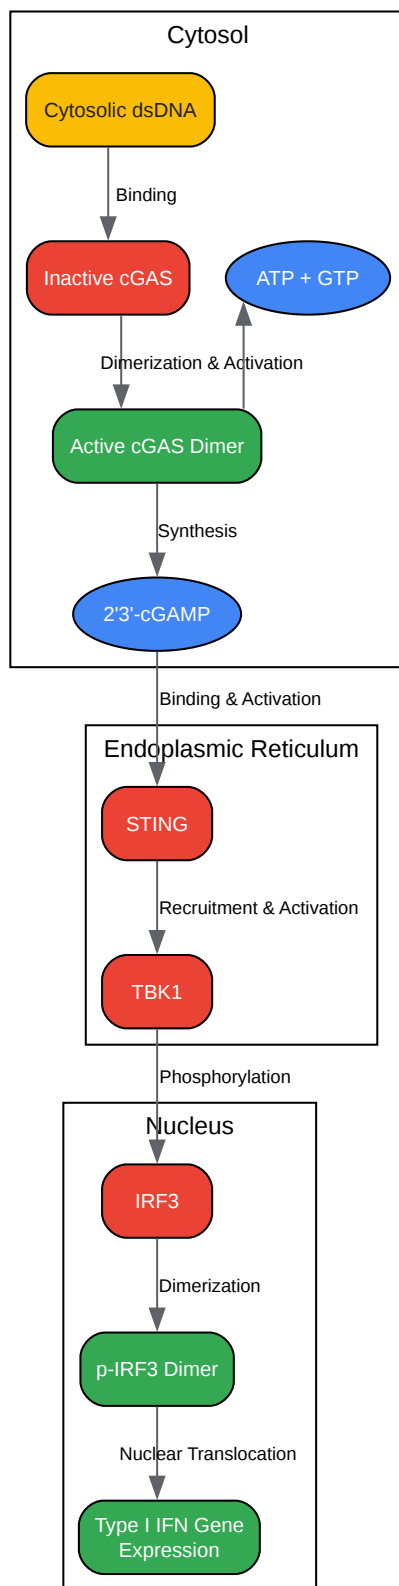 Cytosol
Cytosolic dsDNA
Binding
Inactive cGAS
ATP + GTP
Dimerization & Activation
Active cGAS Dimer
Synthesis
2'3'-cGAMP
Binding & Activation
Endoplasmic Reticulum
STING
Recruitment & Activation
TBK1
Phosphorylation
Nucleus
IRF3
Dimerization
p-IRF3 Dimer
Nuclear Translocation
Type I IFN Gene
Expression